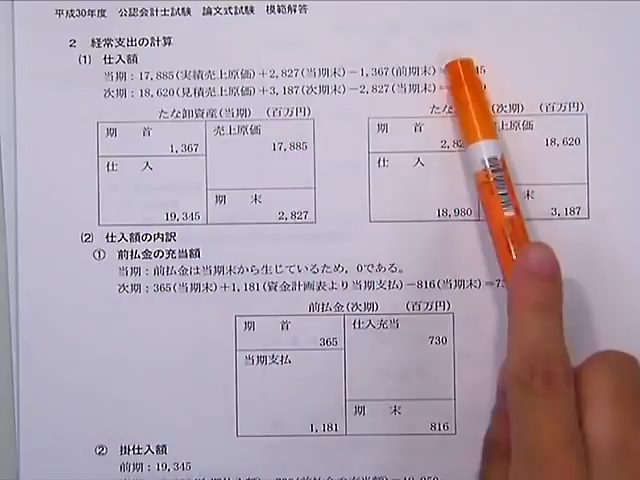 平成30年度　公認会計士試験　論文式試験　模範解答
2　経常支出の計算
(1)　仕入額
当期：17,885(実績売上原価)＋2,827(当期末)－1,367(前期末)
次期：18,620(見積売上原価)＋3,187(次期末)－2,827(当期末)
たな卸資産(当期)　(百万円)
期　首
1,367
売上原価
17,885
仕　入
19,345
期　末
2,827
(次期)　(百万円)
期　首
18,620
仕　入
18,980
3,187
(2)　仕入額の内訳
①　前払金の充当額
当期：前払金は当期末から生じているため，0である。
次期：365(当期末)＋1,181(資金計画表より当期支払)－816(当期末)
前払金(次期)　(百万円)
期　首
365
仕入充当
730
当期支払
1,181
期　末
816
②　掛仕入額
前期：19,345